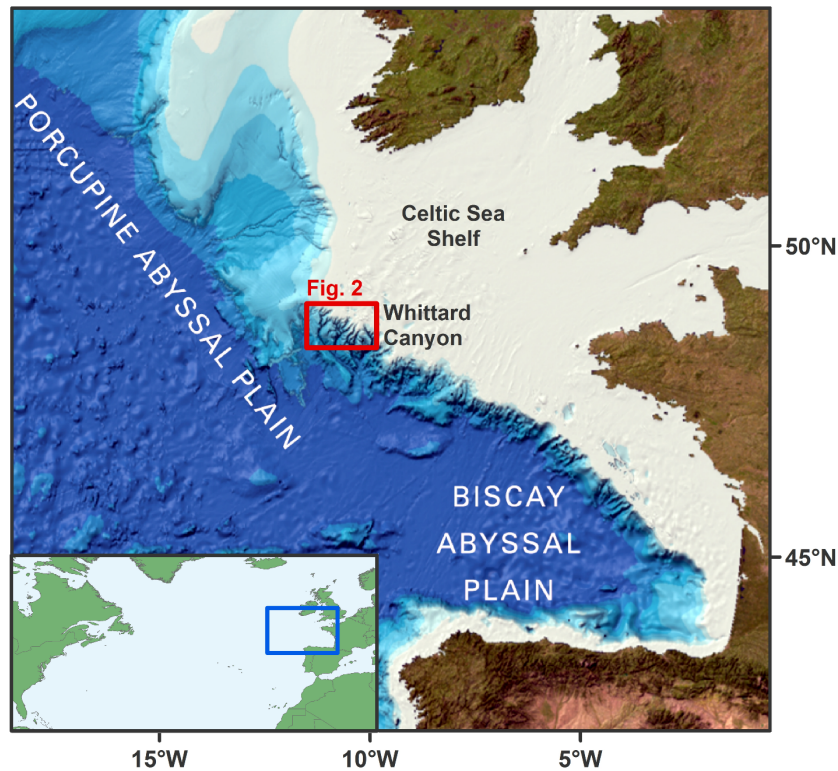 PORCUPINE ABYSSAL PLAIN
Celtic Sea
Shelf
50°N
Fig. 2
Whittard
Canyon
BISCAY
ABYSSAL
PLAIN
45°N
15°W
10°W
5°W